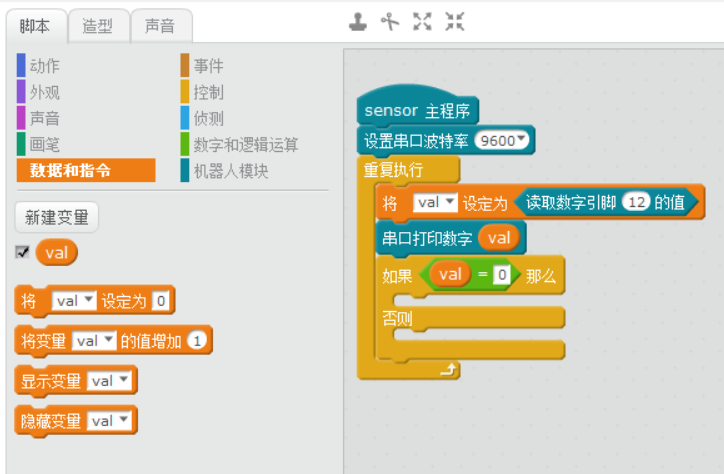 脚本 造型 声音
动作 事件
外观 控制
声音 侦测
画笔 数字和逻辑运算
数据和指令 机器人模块
新建变量
val
将 val 设定为 0
将变量 val 的值增加 1
显示变量 val
隐藏变量 val
sensor 主程序
设置串口波特率 9600
重复执行
将 val 设定为 读取数字引脚 12 的值
串口打印数字 val
如果 val = 0 那么
否则